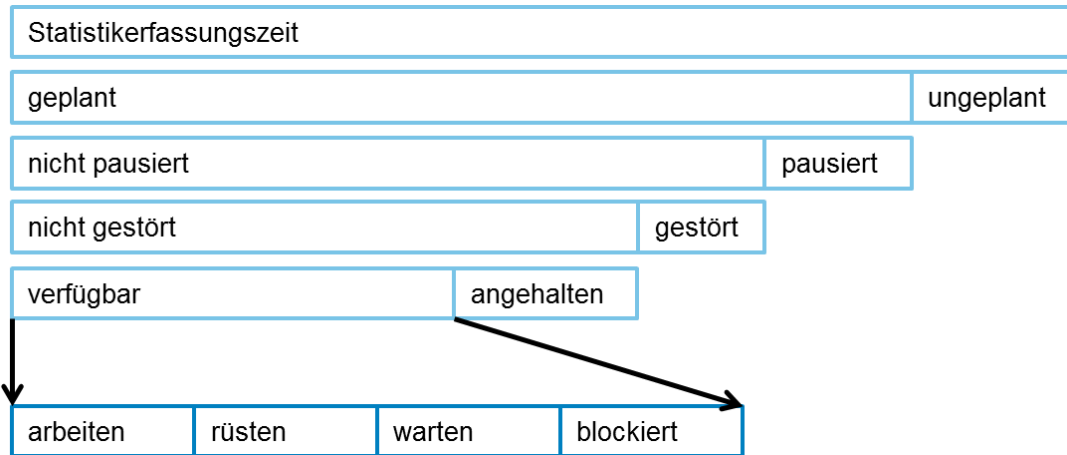 Statistikerfassungszeit
geplant ungeplant
nicht pausiert pausiert
nicht gestört gestört
verfügbar angehalten
arbeiten rüsten warten blockiert